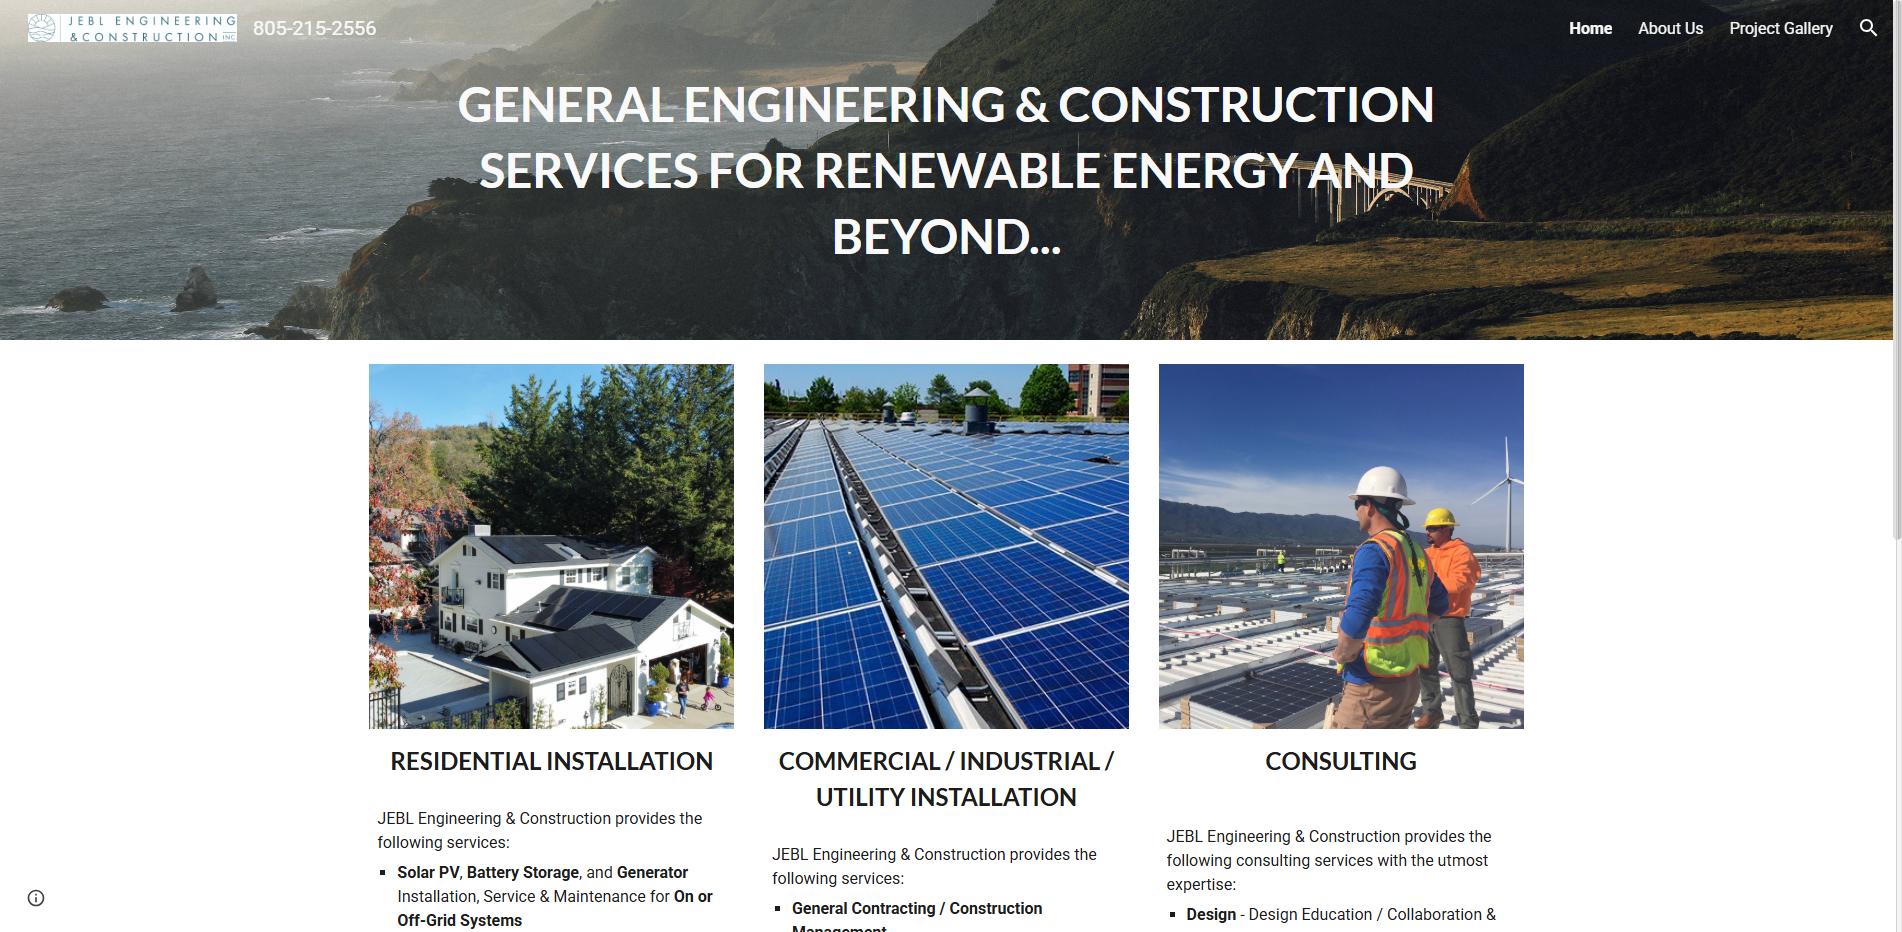 JEBL ENGINEERING
&CONSTRUCTION INC
805-215-2556
Home About Us Project Gallery
GENERAL ENGINEERING & CONSTRUCTION
SERVICES FOR RENEWABLE ENERGY AND
BEYOND...
RESIDENTIAL INSTALLATION
JEBL Engineering & Construction provides the
following services:
▪ Solar PV, Battery Storage, and Generator
Installation, Service & Maintenance for On or
Off-Grid Systems
COMMERCIAL / INDUSTRIAL /
UTILITY INSTALLATION
JEBL Engineering & Construction provides the
following services:
▪ General Contracting / Construction
Management
CONSULTING
JEBL Engineering & Construction provides the
following consulting services with the utmost
expertise:
▪ Design - Design Education / Collaboration &